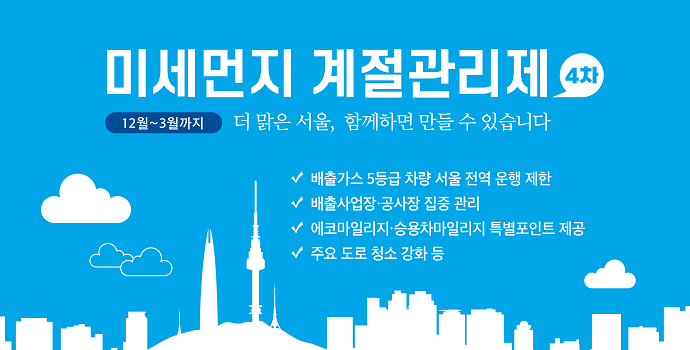 미세먼지 계절관리제 4차
12월~3월까지 더 맑은 서울, 함께하면 만들 수 있습니다
✓ 배출가스 5등급 차량 서울 전역 운행 제한
✓ 배출사업장·공사장 집중 관리
✓ 에코마일리지·승용차마일리지 특별포인트 제공
✓ 주요 도로 청소 강화 등